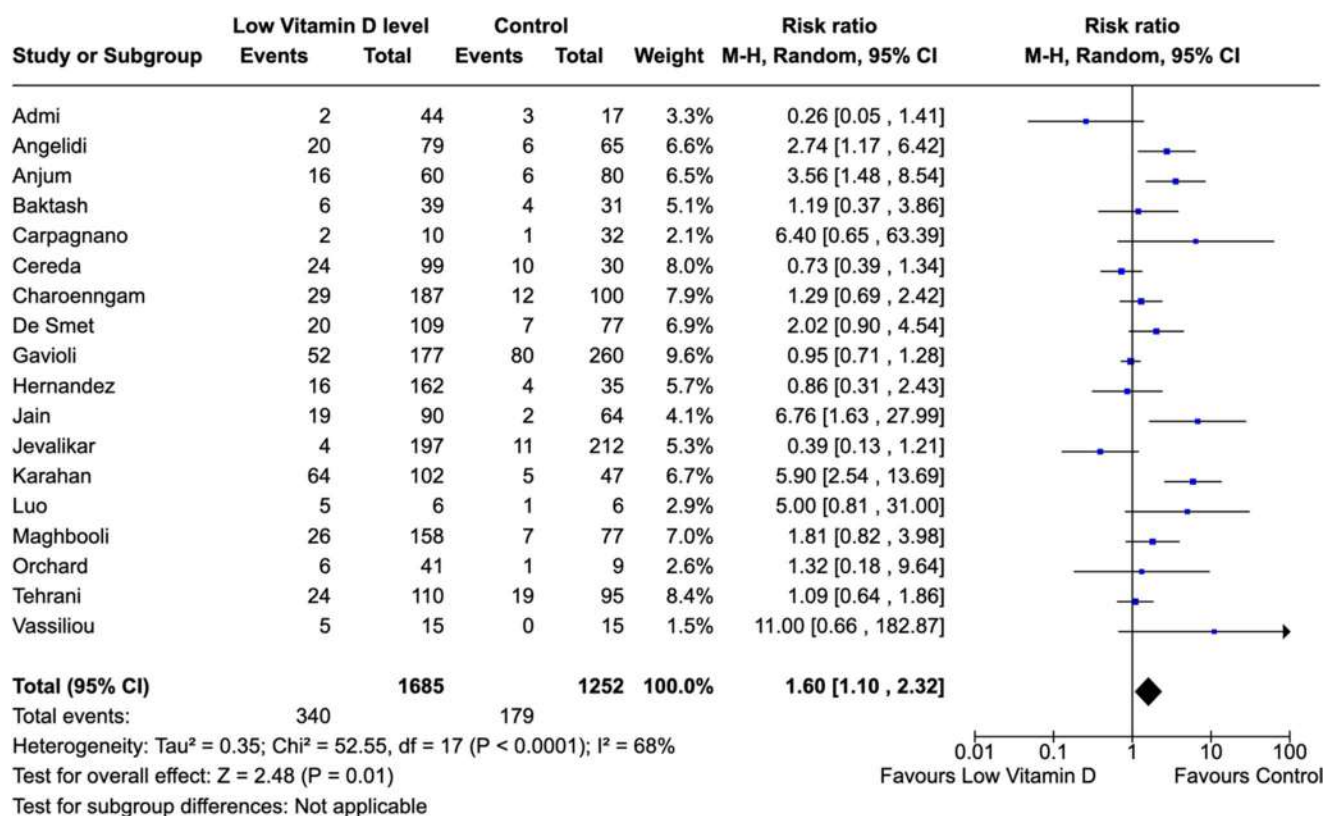 Low Vitamin D level Control Risk ratio Risk ratio
Study or Subgroup Events Total Events Total Weight M-H, Random, 95% CI M-H, Random, 95% CI
Admi 2 44 3 17 3.3% 0.26 [0.05 , 1.41]
Angelidi 20 79 6 65 6.6% 2.74 [1.17 , 6.42]
Anjum 16 60 6 80 6.5% 3.56 [1.48 , 8.54]
Baktash 6 39 4 31 5.1% 1.19 [0.37 , 3.86]
Carpagnano 2 10 1 32 2.1% 6.40 [0.65 , 63.39]
Cereda 24 99 10 30 8.0% 0.73 [0.39 , 1.34]
Charoenngam 29 187 12 100 7.9% 1.29 [0.69 , 2.42]
De Smet 20 109 7 77 6.9% 2.02 [0.90 , 4.54]
Gavioli 52 177 80 260 9.6% 0.95 [0.71 , 1.28]
Hernandez 16 162 4 35 5.7% 0.86 [0.31 , 2.43]
Jain 19 90 2 64 4.1% 6.76 [1.63 , 27.99]
Jevalikar 4 197 11 212 5.3% 0.39 [0.13 , 1.21]
Karahan 64 102 5 47 6.7% 5.90 [2.54 , 13.69]
Luo 5 6 1 6 2.9% 5.00 [0.81 , 31.00]
Maghbooli 26 158 7 77 7.0% 1.81 [0.82 , 3.98]
Orchard 6 41 1 9 2.6% 1.32 [0.18 , 9.64]
Tehrani 24 110 19 95 8.4% 1.09 [0.64 , 1.86]
Vassiliou 5 15 0 15 1.5% 11.00 [0.66 , 182.87]
Total (95% CI) 1685 1252 100.0% 1.60 [1.10 , 2.32]
Total events: 340 179
Heterogeneity: Tau² = 0.35; Chi² = 52.55, df = 17 (P < 0.0001); I² = 68%
0.01 0.1 1 10 100
Test for overall effect: Z = 2.48 (P = 0.01)
Favours Low Vitamin D Favours Control
Test for subgroup differences: Not applicable